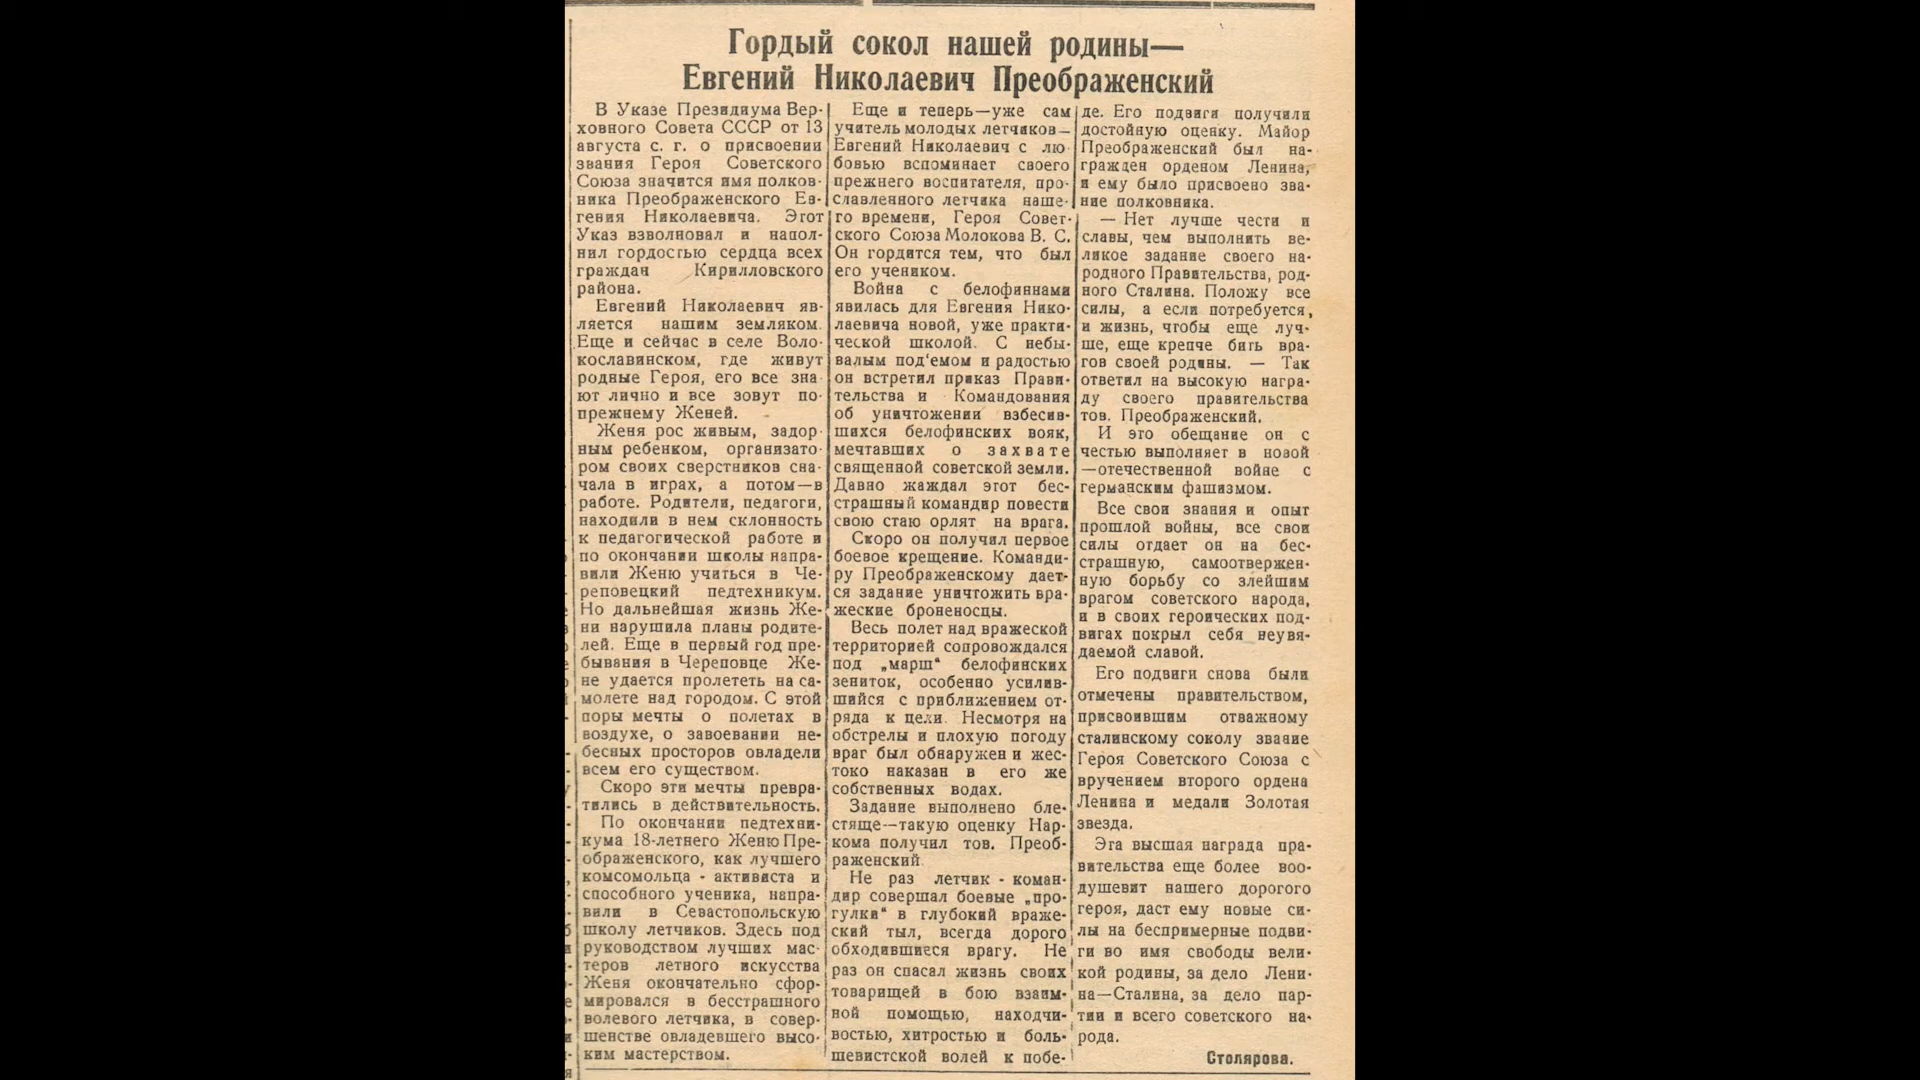 Гордый сокол нашей родины—
Евгений Николаевич Преображенский
В Указе Президиума Вер-
ховного Совета СССР от 13
августа с. г. о присвоении
звания Героя Советского
Союза значится имя полков-
ника Преображенского Ев-
гения Николаевича. Этот
Указ взволновал и напол-
нил гордостью сердца всех
граждан Кирилловского
района.
Евгений Николаевич яв-
ляется нашим земляком.
Еще и сейчас в селе Воло-
кославинском, где живут
родные Героя, его все зна-
ют лично и все зовут по-
прежнему Женей.
Женя рос живым, задор-
ным ребенком, организато-
ром своих сверстников сна-
чала в играх, а потом—в
работе. Родители, педагоги,
находили в нем склонность
к педагогической работе и
по окончании школы напра-
вили Женю учиться в Че-
реповецкий педтехникум.
Но дальнейшая жизнь Же-
ни нарушила планы родите-
лей. Еще в первый год пре-
бывания в Череповце Же-
не удается пролететь на са-
молете над городом. С этой
поры мечты о полетах в
воздухе, о завоевании не-
бесных просторов овладели
всем его существом.
Скоро эти мечты превра-
тились в действительность.
По окончании педтехни-
кума 18-летнего Женю Пре-
ображенского, как лучшего
комсомольца - активиста и
способного ученика, напра-
вили в Севастопольскую
школу летчиков. Здесь под
руководством лучших мас-
теров летного искусства
Женя окончательно сфор-
мировался в бесстрашного
волевого летчика, в совер-
шенстве овладевшего высо-
ким мастерством.
Еще и теперь—уже сам
учитель молодых летчиков—
Евгений Николаевич с лю
бовью вспоминает своего
прежнего воспитателя, про-
славленного летчика наше-
го времени, Героя Совет-
ского Союза Молокова В. С.
Он гордится тем, что был
его учеником.
Война с белофиннами
явилась для Евгения Нико-
лаевича новой, уже практи-
ческой школой. С небы-
валым под'емом и радостью
он встретил приказ Прави-
тельства и Командования
об уничтожении взбесив-
шихся белофинских вояк,
мечтавших о захвате
священной советской земли.
Давно жаждал этот бес-
страшный командир повести
свою стаю орлят на врага.
Скоро он получил первое
боевое крещение. Команди-
ру Преображенскому дает-
ся задание уничтожить вра-
жеские броненосцы.
Весь полет над вражеской
территорией сопровождался
под „марш“ белофинских
зениток, особенно усилив-
шийся с приближением от-
ряда к цели. Несмотря на
обстрелы и плохую погоду
враг был обнаружен и жес-
токо наказан в его же
собственных водах.
Задание выполнено бле-
стяще—такую оценку Нар-
кома получил тов. Преоб-
раженский.
Не раз летчик - коман-
дир совершал боевые „про-
гулки“ в глубокий враже-
ский тыл, всегда дорого
обходившиеся врагу. Не
раз он спасал жизнь своих
товарищей в бою взаим-
ной помощью, находчи-
востью, хитростью и боль-
шевистской волей к побе-
де. Его подвиги получили
достойную оценку. Майор
Преображенский был на-
гражден орденом Ленина,
и ему было присвоено зва-
ние полковника.
— Нет лучше чести и
славы, чем выполнить ве-
ликое задание своего на-
родного Правительства, род-
ного Сталина. Положу все
силы, а если потребуется,
и жизнь, чтобы еще луч-
ше, еще крепче бить вра-
гов своей родины. — Так
ответил на высокую награ-
ду своего правительства
тов. Преображенский.
И это обещание он с
честью выполняет в новой
—отечественной войне с
германским фашизмом.
Все свои знания и опыт
прошлой войны, все свои
силы отдает он на бес-
страшную, самоотвержен-
ную борьбу со злейшим
врагом советского народа,
и в своих героических под-
вигах покрыл себя неувя-
даемой славой.
Его подвиги снова были
отмечены правительством,
присвоившим отважному
сталинскому соколу звание
Героя Советского Союза с
вручением второго ордена
Ленина и медали Золотая
звезда.
Эта высшая награда пра-
вительства еще более воо-
душевит нашего дорогого
героя, даст ему новые си-
лы на беспримерные подви-
ги во имя свободы вели-
кой родины, за дело Лени-
на—Сталина, за дело пар-
тии и всего советского на-
рода.
Столярова.